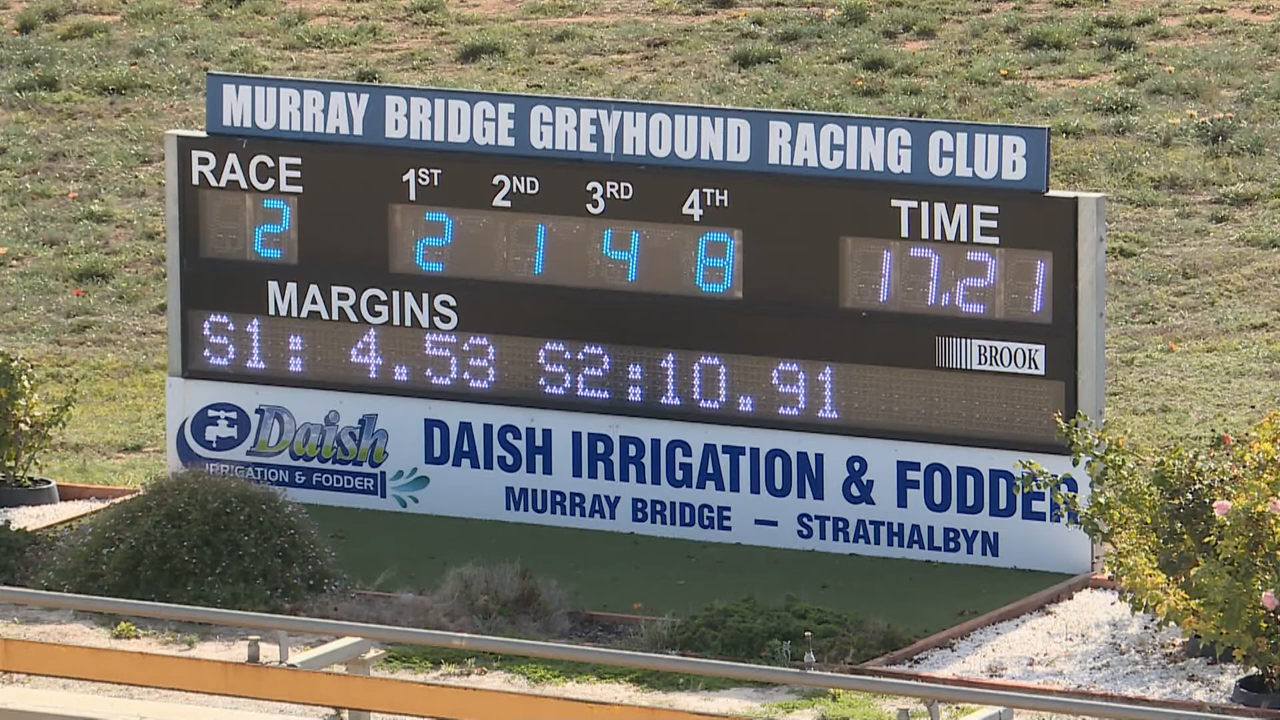 MURRAY BRIDGE GREYHOUND RACING CLUB
RACE 1ST 2ND 3RD 4TH TIME
2 2 1 4 8 17.21
MARGINS
BROOK
S1: 4.53 S2:10.91
Daish
IRRIGATION & FODDER
DAISH IRRIGATION & FODDER
MURRAY BRIDGE – STRATHALBYN